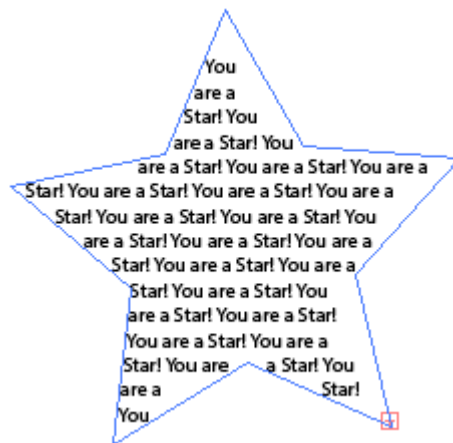 You
are a
Star! You
are a Star! You
are a Star! You are a Star! You are a
Star! You are a Star! You are a Star! You are a
Star! You are a Star! You are a Star! You
are a Star! You are a Star! You are a
Star! You are a Star! You are a
Star! You are a Star! You
are a Star! You are a Star!
You are a Star! You are a
Star! You are a Star! You
are a Star!
You